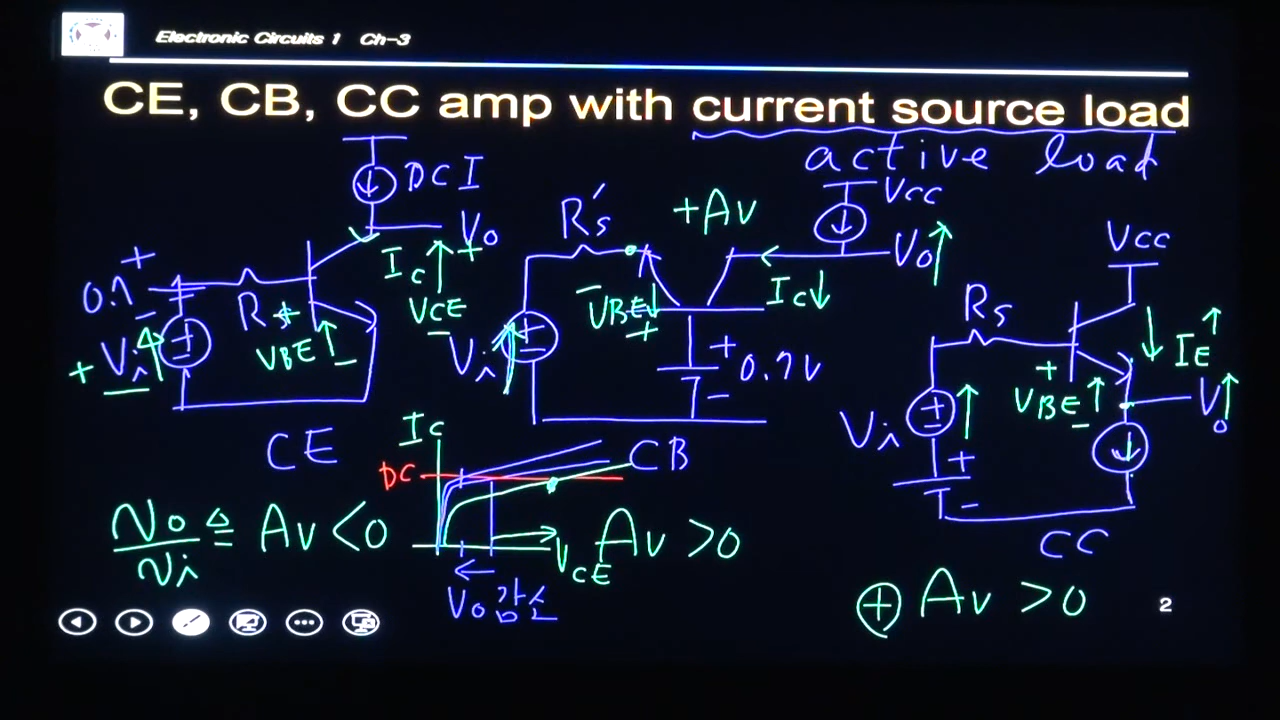 Electronic Circuits 1 Ch-3
CE, CB, CC amp with current source load
active load
DC I
Vo
+
Ic
VCE
-
0.7
+
-
R
+ Vi
VBE
-
CE
R's
+Av
Vcc
Vo
Ic
- VBE +
Vi
+ 0.7V -
CB
Vcc
Rs
IE
+ VBE -
Vo
Vi
+
-
CC
Ic
DC
VCE
Vo 감소
vo/vi ≜ Av < 0
Av > 0
+ Av > 0
2